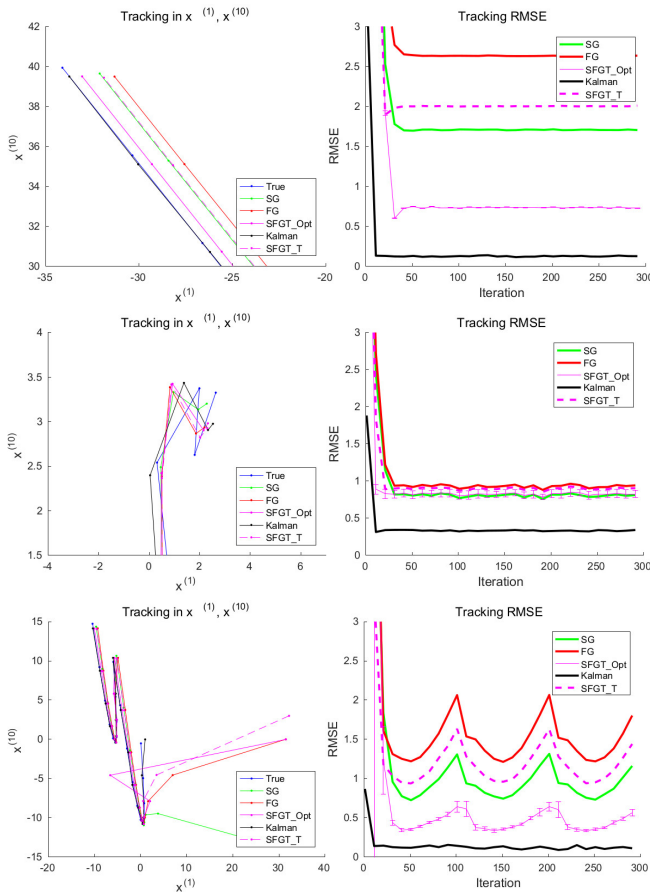 Tracking in x (1), x(10)
x(10)
40
38
36
34
32
30
-35
-30
-25
-20
x(1)
True
SG
FG
SFGT_Opt
Kalman
SFGT_T
Tracking RMSE
RMSE
3
2.5
2
1.5
1
0.5
0
0
50
100
150
200
250
300
Iteration
SG
FG
SFGT_Opt
Kalman
SFGT_T
Tracking in x (1), x(10)
x(10)
4
3.5
3
2.5
2
1.5
-4
-2
0
2
4
6
x(1)
True
SG
FG
SFGT_Opt
Kalman
SFGT_T
Tracking RMSE
RMSE
3
2.5
2
1.5
1
0.5
0
0
50
100
150
200
250
300
Iteration
SG
FG
SFGT_Opt
Kalman
SFGT_T
Tracking in x (1), x(10)
x(10)
15
10
5
0
-5
-10
-15
-20
-10
0
10
20
30
40
x(1)
True
SG
FG
SFGT_Opt
Kalman
SFGT_T
Tracking RMSE
RMSE
3
2.5
2
1.5
1
0.5
0
0
50
100
150
200
250
300
Iteration
SG
FG
SFGT_Opt
Kalman
SFGT_T